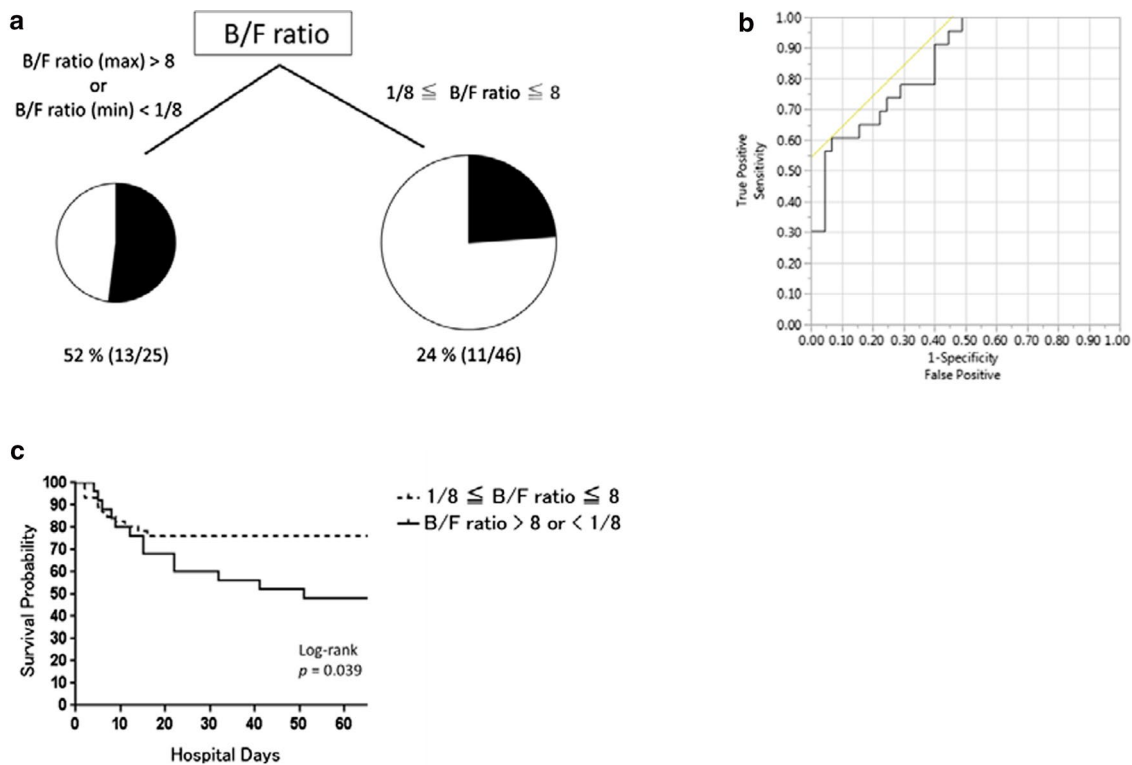 a
B/F ratio
B/F ratio (max) > 8
or
B/F ratio (min) < 1/8
1/8 ≦ B/F ratio ≦ 8
52 % (13/25)
24 % (11/46)
b
True Positive
Sensitivity
1.00
0.90
0.80
0.70
0.60
0.50
0.40
0.30
0.20
0.10
0.00
0.00 0.10 0.20 0.30 0.40 0.50 0.60 0.70 0.80 0.90 1.00
1-Specificity
False Positive
c
Survival Probability
100
90
80
70
60
50
40
30
20
10
0
0 10 20 30 40 50 60
Hospital Days
Log-rank
p = 0.039
1/8 ≦ B/F ratio ≦ 8
B/F ratio > 8 or < 1/8